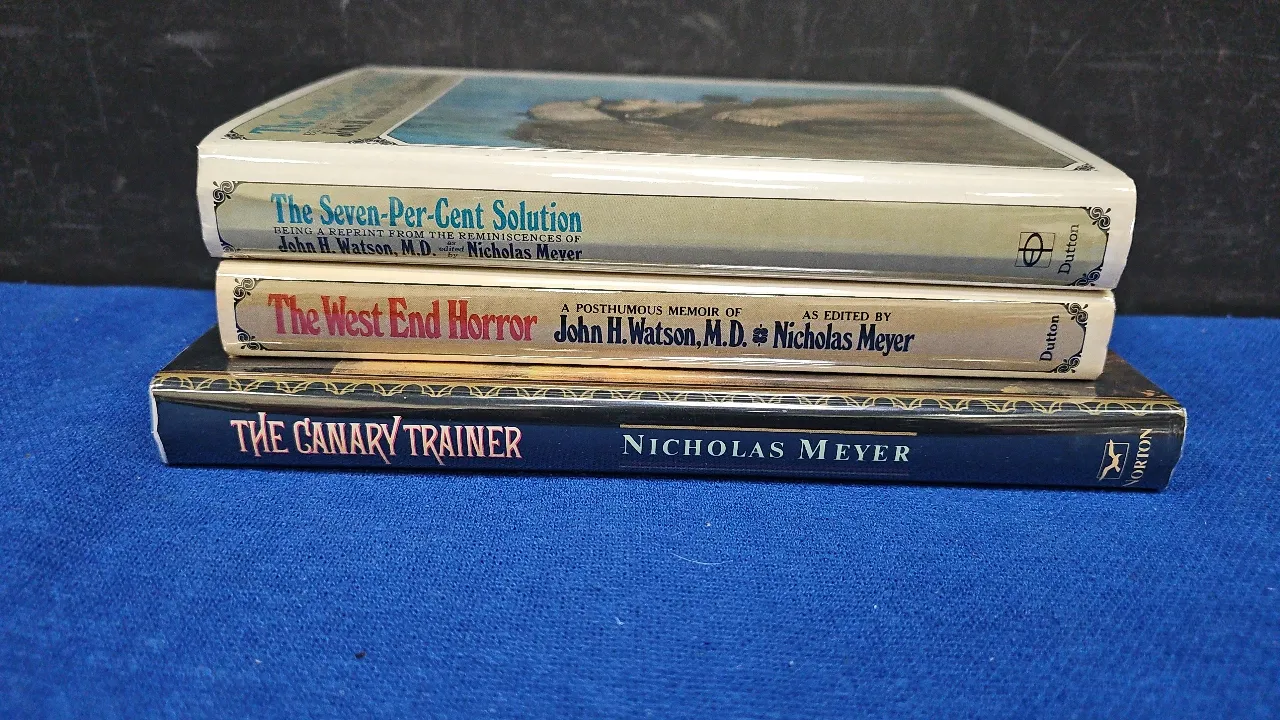 The Seven-Per-Cent Solution
BEING A REPRINT FROM THE REMINISCENCES OF
John H. Watson, M.D. as edited by Nicholas Meyer
Dutton
The West End Horror
A POSTHUMOUS MEMOIR OF
John H. Watson, M.D.
AS EDITED BY
Nicholas Meyer
Dutton
THE CANARY TRAINER
NICHOLAS MEYER
NORTON